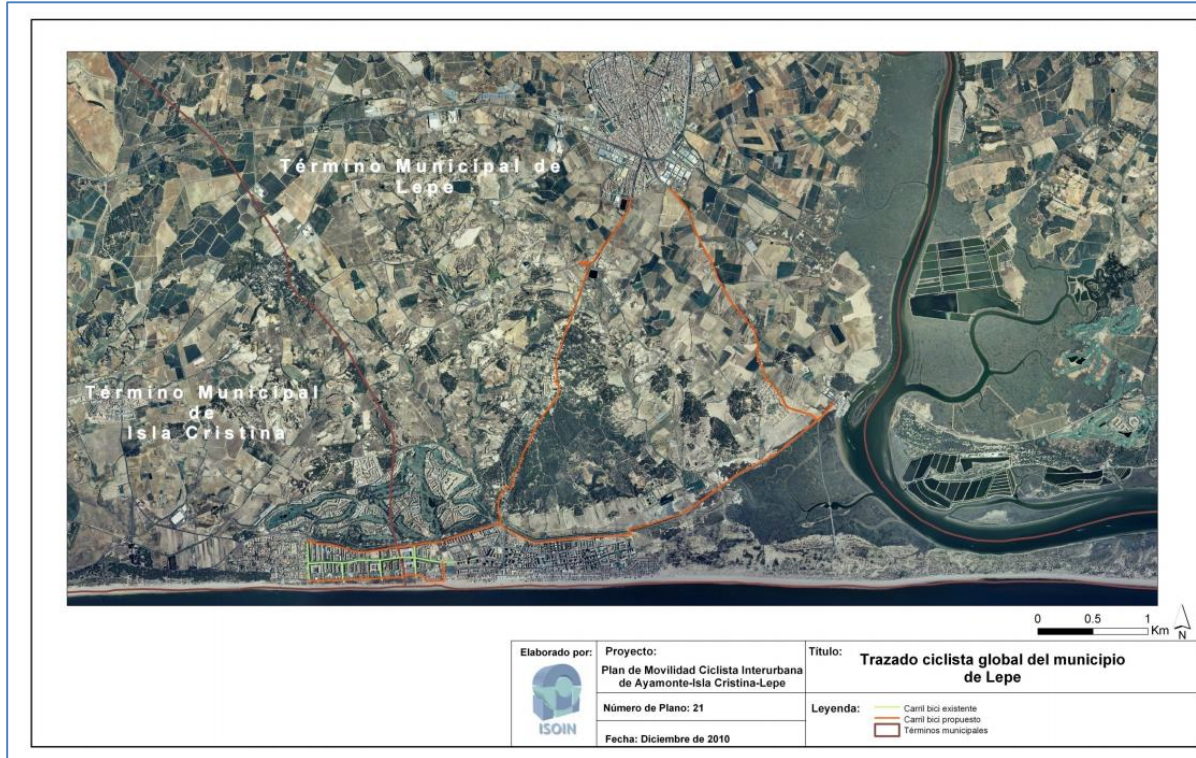 Término Municipal de
Lepe
Término Municipal
de
Isla Cristina
0 0.5 1
Km
N
Elaborado por:
ISOIN
Proyecto:
Plan de Movilidad Ciclista Interurbana
de Ayamonte-Isla Cristina-Lepe
Número de Plano: 21
Fecha: Diciembre de 2010
Título:
Trazado ciclista global del municipio
de Lepe
Leyenda:
Carril bici existente
Carril bici propuesto
Términos municipales